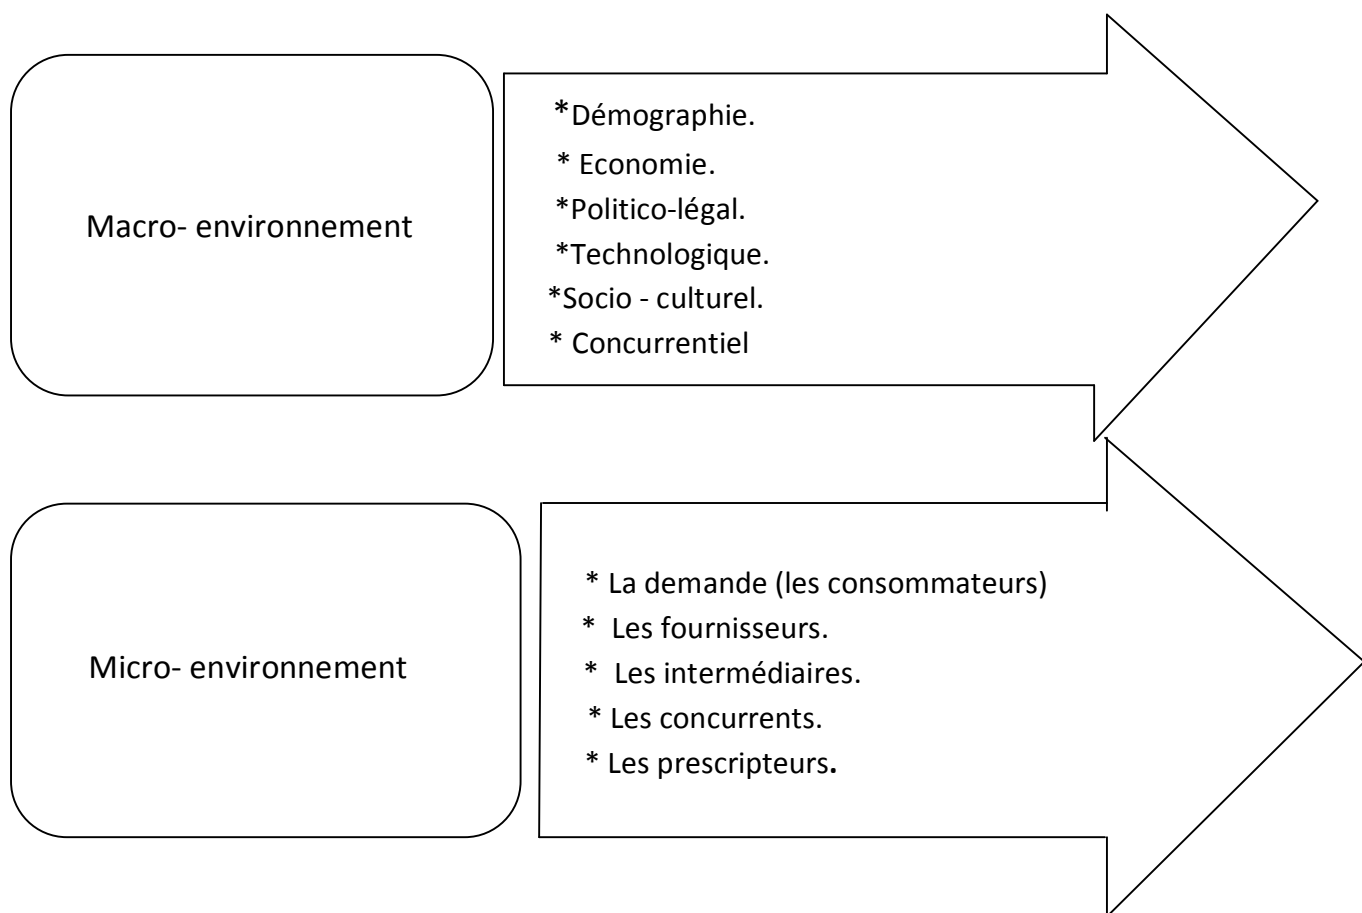 Macro- environnement
*Démographie.
* Economie.
*Politico-légal.
*Technologique.
*Socio - culturel.
* Concurrentiel
Micro- environnement
* La demande (les consommateurs)
* Les fournisseurs.
* Les intermédiaires.
* Les concurrents.
* Les prescripteurs.